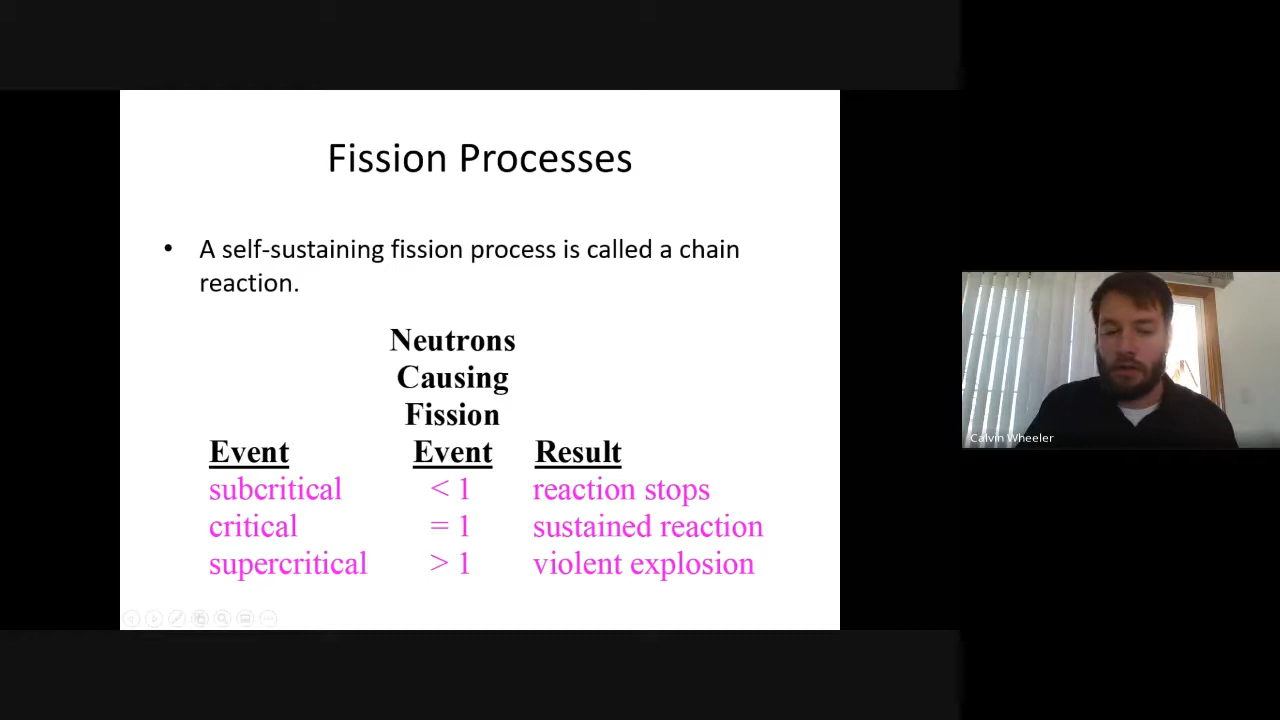 Fission Processes
• A self-sustaining fission process is called a chain
reaction.
Neutrons
Causing
Fission
Event Event Result
subcritical < 1 reaction stops
critical = 1 sustained reaction
supercritical > 1 violent explosion
Calvin Wheeler